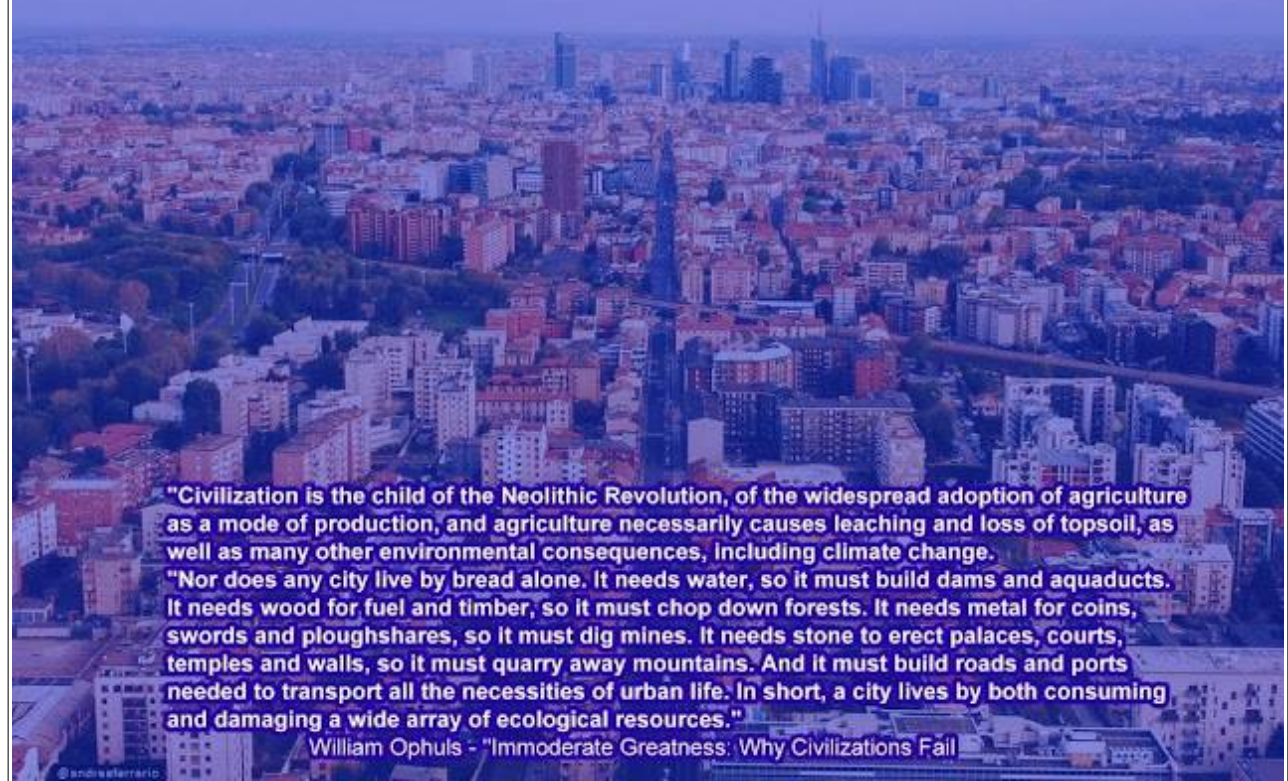 "Civilization is the child of the Neolithic Revolution, of the widespread adoption of agriculture
as a mode of production, and agriculture necessarily causes leaching and loss of topsoil, as
well as many other environmental consequences, including climate change.
"Nor does any city live by bread alone. It needs water, so it must build dams and aquaducts.
It needs wood for fuel and timber, so it must chop down forests. It needs metal for coins,
swords and ploughshares, so it must dig mines. It needs stone to erect palaces, courts,
temples and walls, so it must quarry away mountains. And it must build roads and ports
needed to transport all the necessities of urban life. In short, a city lives by both consuming
and damaging a wide array of ecological resources."
William Ophuls - "Immoderate Greatness: Why Civilizations Fail
@andreaferrario